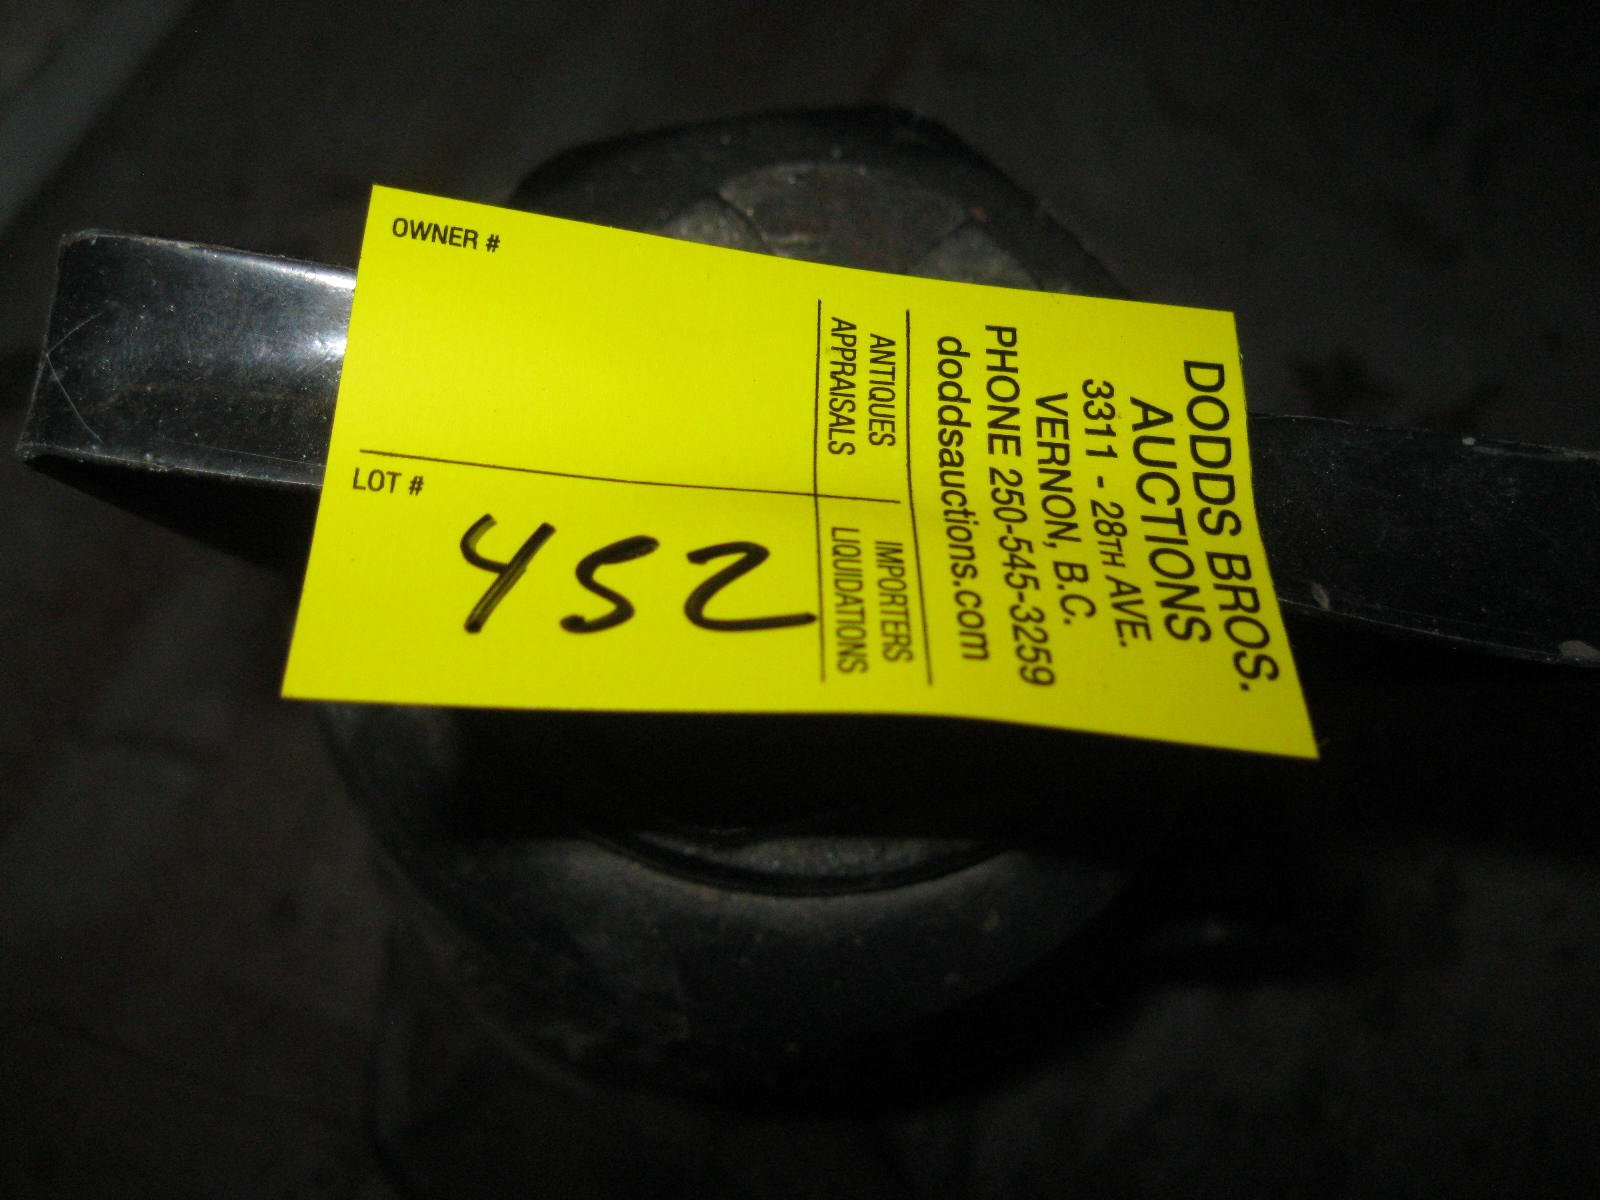 OWNER #
LOT #
452
DODDS BROS.
AUCTIONS
3311 - 28TH AVE.
VERNON, B.C.
PHONE 250-545-3259
doddsauctions.com
ANTIQUES IMPORTERS
APPRAISALS LIQUIDATIONS